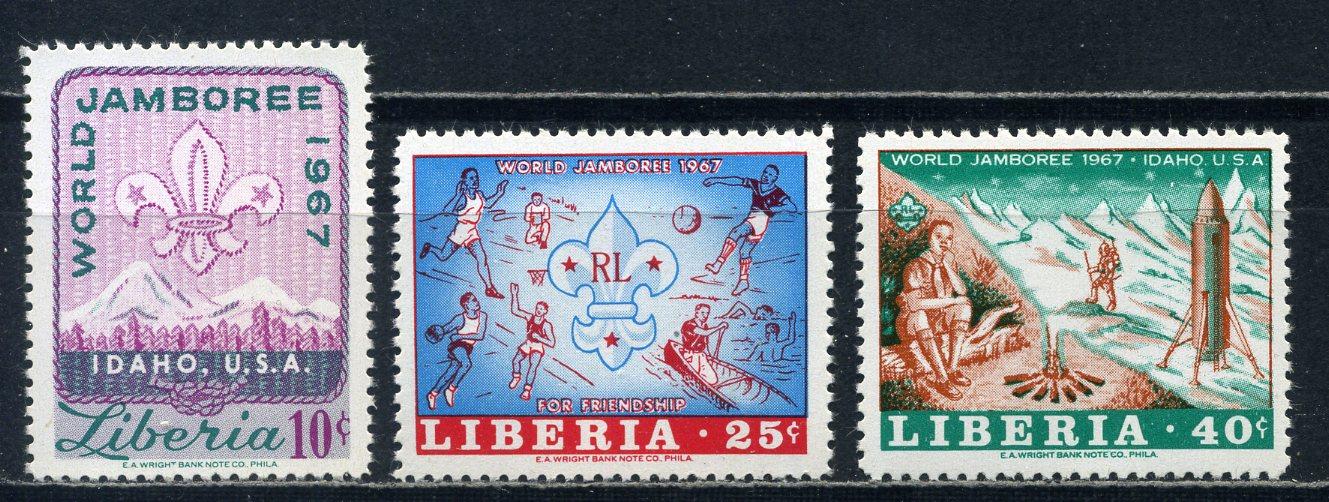 WORLD JAMBOREE 1967
IDAHO, U.S.A.
Liberia 10¢
E.A. WRIGHT BANK NOTE CO., PHILA.
WORLD JAMBOREE 1967
RL
FOR FRIENDSHIP
LIBERIA · 25¢
E.A. WRIGHT BANK NOTE CO., PHILA.
WORLD JAMBOREE 1967 · IDAHO, U.S.A.
RL
LIBERIA · 40¢
E.A. WRIGHT BANK NOTE CO., PHILA.